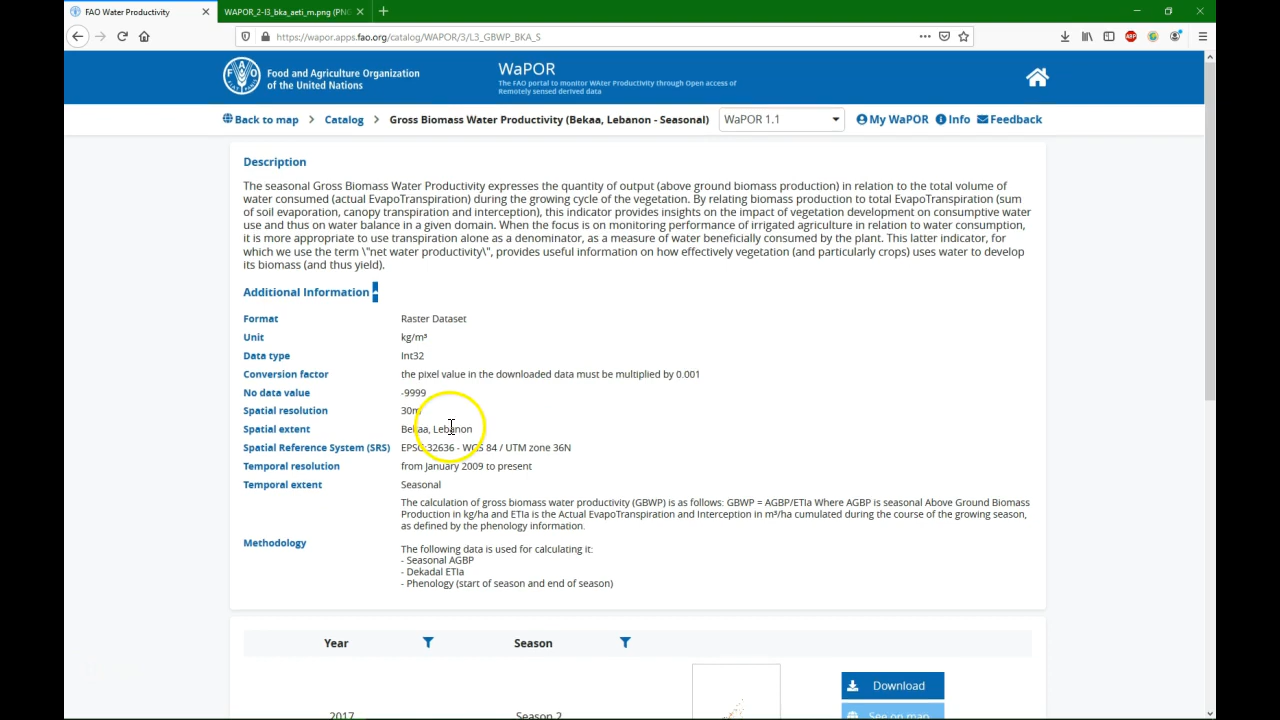 FAO Water Productivity
WAPOR_2-l3_bka_aeti_m.png (PN
https://wapor.apps.fao.org/catalog/WAPOR/3/L3_GBWP_BKA_S
Food and Agriculture Organization
of the United Nations
WaPOR
The FAO portal to monitor WAter Productivity through Open access of
Remotely sensed derived data
Back to map > Catalog > Gross Biomass Water Productivity (Bekaa, Lebanon - Seasonal) WaPOR 1.1 My WaPOR Info Feedback
Description
The seasonal Gross Biomass Water Productivity expresses the quantity of output (above ground biomass production) in relation to the total volume of
water consumed (actual EvapoTranspiration) during the growing cycle of the vegetation. By relating biomass production to total EvapoTranspiration (sum
of soil evaporation, canopy transpiration and interception), this indicator provides insights on the impact of vegetation development on consumptive water
use and thus on water balance in a given domain. When the focus is on monitoring performance of irrigated agriculture in relation to water consumption,
it is more appropriate to use transpiration alone as a denominator, as a measure of water beneficially consumed by the plant. This latter indicator, for
which we use the term \"net water productivity\", provides useful information on how effectively vegetation (and particularly crops) uses water to develop
its biomass (and thus yield).
Additional Information -
Format Raster Dataset
Unit kg/m³
Data type Int32
Conversion factor the pixel value in the downloaded data must be multiplied by 0.001
No data value -9999
Spatial resolution 30m
Spatial extent Bekaa, Lebanon
Spatial Reference System (SRS) EPSG:32636 - WGS 84 / UTM zone 36N
Temporal resolution from January 2009 to present
Temporal extent Seasonal
The calculation of gross biomass water productivity (GBWP) is as follows: GBWP = AGBP/ETIa Where AGBP is seasonal Above Ground Biomass
Production in kg/ha and ETIa is the Actual EvapoTranspiration and Interception in m³/ha cumulated during the course of the growing season,
as defined by the phenology information.
Methodology
The following data is used for calculating it:
- Seasonal AGBP
- Dekadal ETIa
- Phenology (start of season and end of season)
Year Season
Download
2017 Season 2 See on map